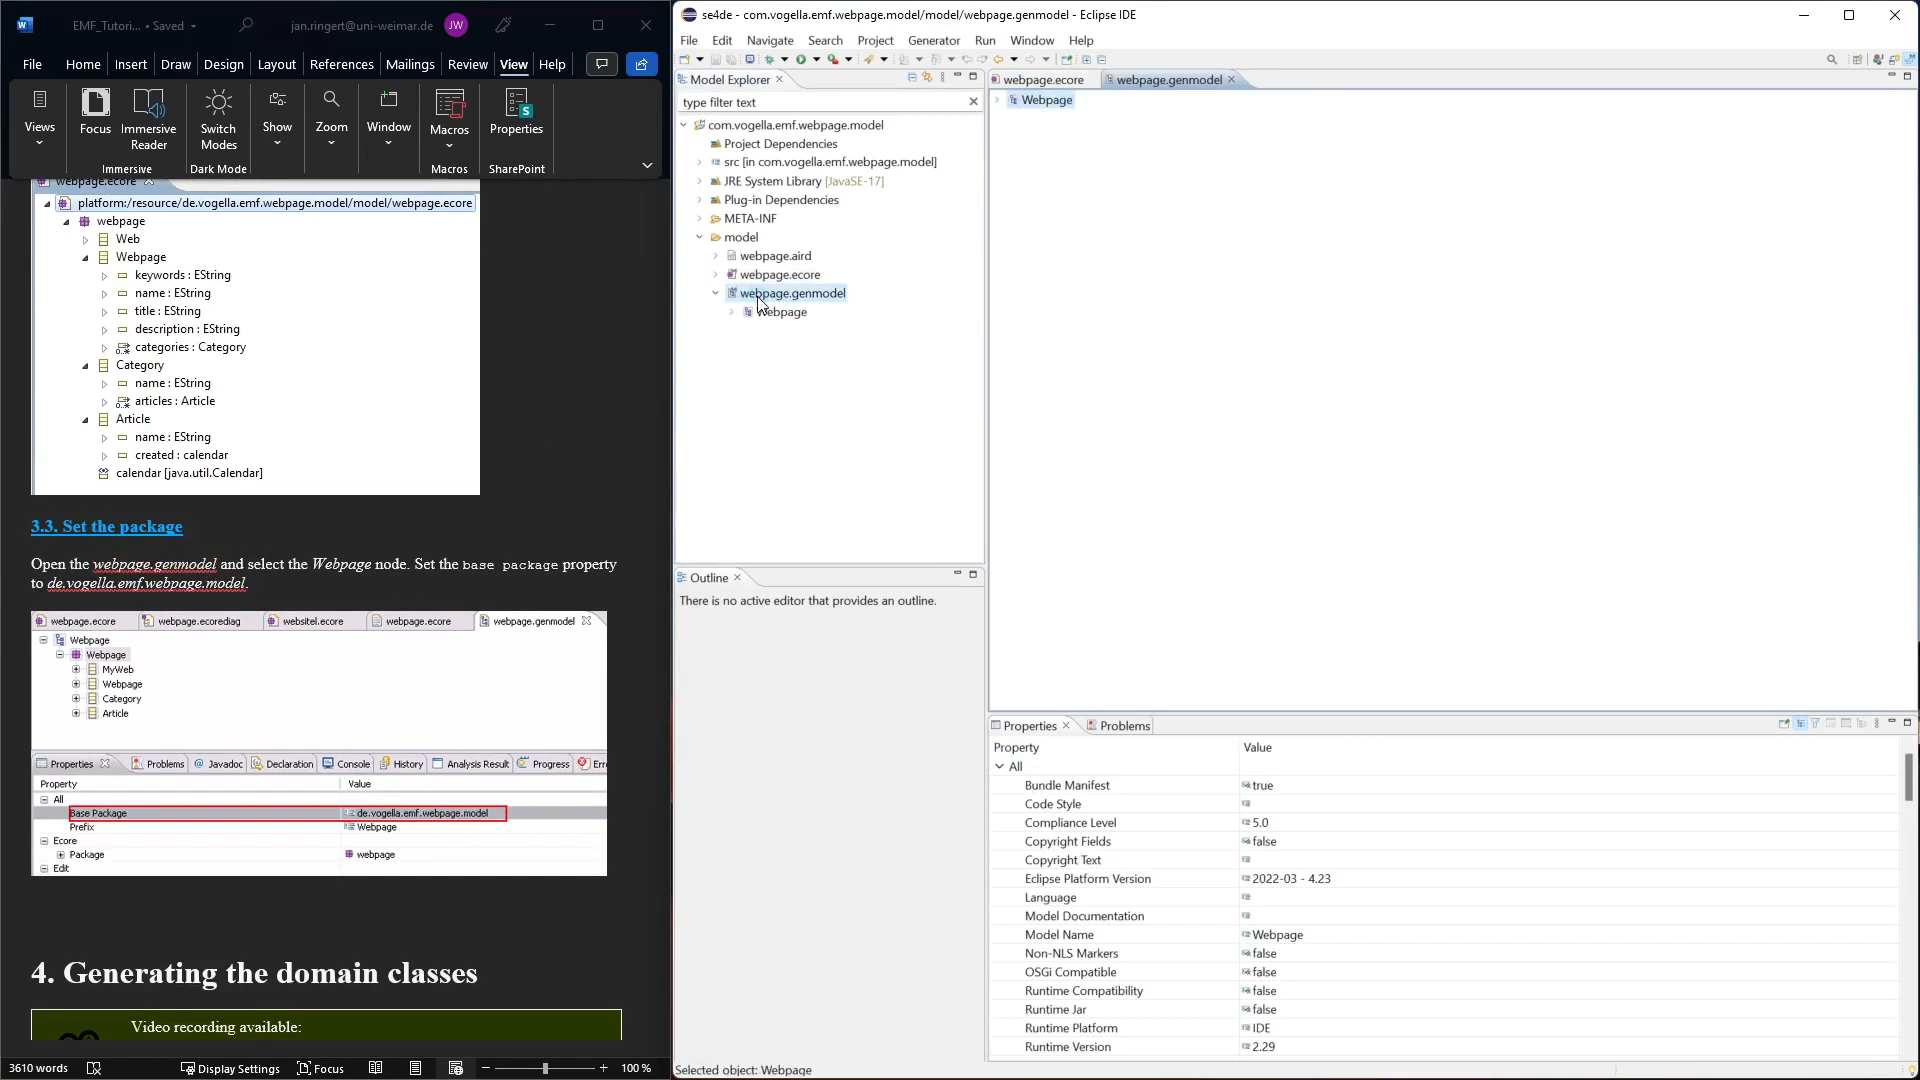 EMF_Tutori... • Saved
jan.ringert@uni-weimar.de
JW
File Home Insert Draw Design Layout References Mailings Review View Help
Views
Focus
Immersive Reader
Switch Modes
Show
Zoom
Window
Macros
Properties
Immersive
Dark Mode
Macros
SharePoint
webpage.ecore
platform:/resource/de.vogella.emf.webpage.model/model/webpage.ecore
webpage
Web
Webpage
keywords : EString
name : EString
title : EString
description : EString
categories : Category
Category
name : EString
articles : Article
Article
name : EString
created : calendar
calendar [java.util.Calendar]
3.3. Set the package
Open the webpage.genmodel and select the Webpage node. Set the base package property
to de.vogella.emf.webpage.model.
webpage.ecore webpage.ecorediag websitel.ecore webpage.ecore webpage.genmodel
Webpage
Webpage
MyWeb
Webpage
Category
Article
Properties Problems Javadoc Declaration Console History Analysis Result Progress Erro
Property Value
All
Base Package de.vogella.emf.webpage.model
Prefix Webpage
Ecore
Package webpage
Edit
4. Generating the domain classes
Video recording available:
3610 words Display Settings Focus 100 %
se4de - com.vogella.emf.webpage.model/model/webpage.genmodel - Eclipse IDE
File Edit Navigate Search Project Generator Run Window Help
Model Explorer
type filter text
com.vogella.emf.webpage.model
Project Dependencies
src [in com.vogella.emf.webpage.model]
JRE System Library [JavaSE-17]
Plug-in Dependencies
META-INF
model
webpage.aird
webpage.ecore
webpage.genmodel
Webpage
Outline
There is no active editor that provides an outline.
webpage.ecore webpage.genmodel
Webpage
Properties Problems
Property Value
All
Bundle Manifest true
Code Style
Compliance Level 5.0
Copyright Fields false
Copyright Text
Eclipse Platform Version 2022-03 - 4.23
Language
Model Documentation
Model Name Webpage
Non-NLS Markers false
OSGi Compatible false
Runtime Compatibility false
Runtime Jar false
Runtime Platform IDE
Runtime Version 2.29
Selected object: Webpage